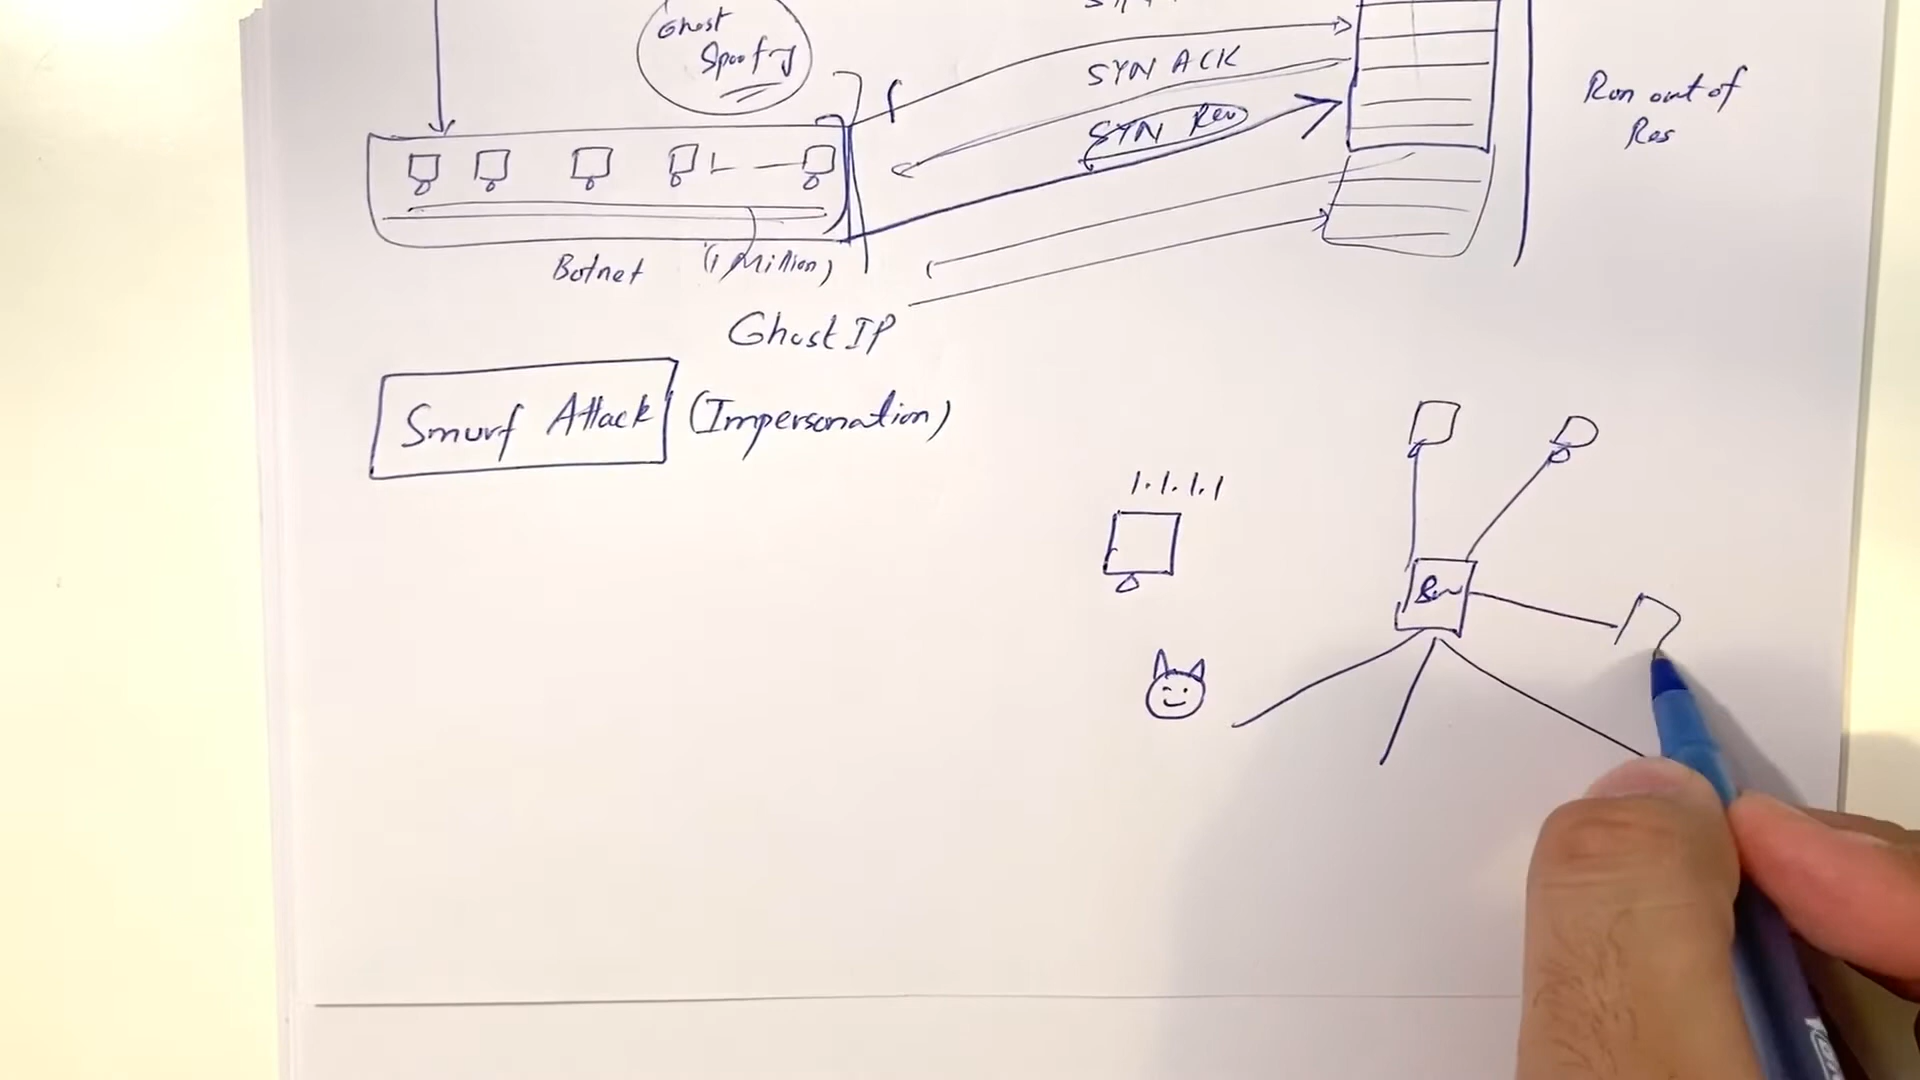 Ghost
Spoofing
SYN ACK
SYN
Run out of
Res
Botnet (1 Million)
Ghost IP
Smurf Attack (Impersonation)
1.1.1.1